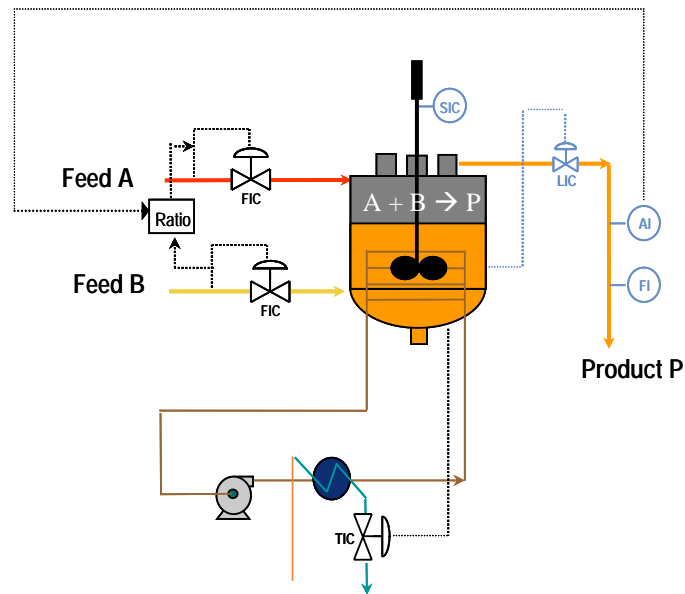 SIC
Feed A
FIC
LIC
A + B → P
Ratio
AI
Feed B
FIC
FI
Product P
TIC